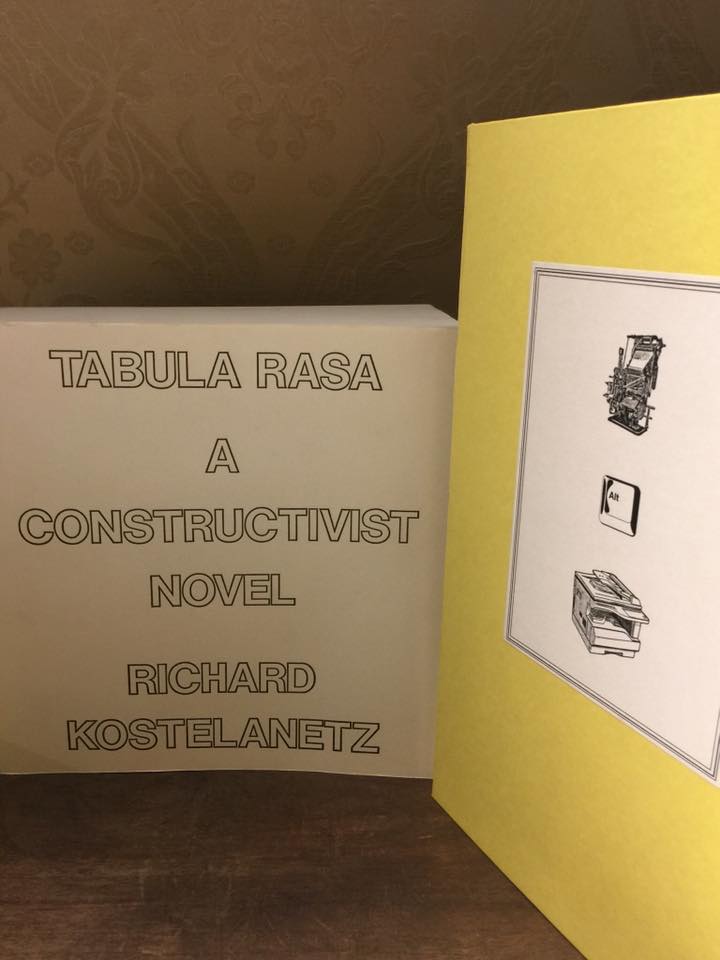 TABULA RASA
A
CONSTRUCTIVIST
NOVEL
RICHARD
KOSTELANETZ
Alt